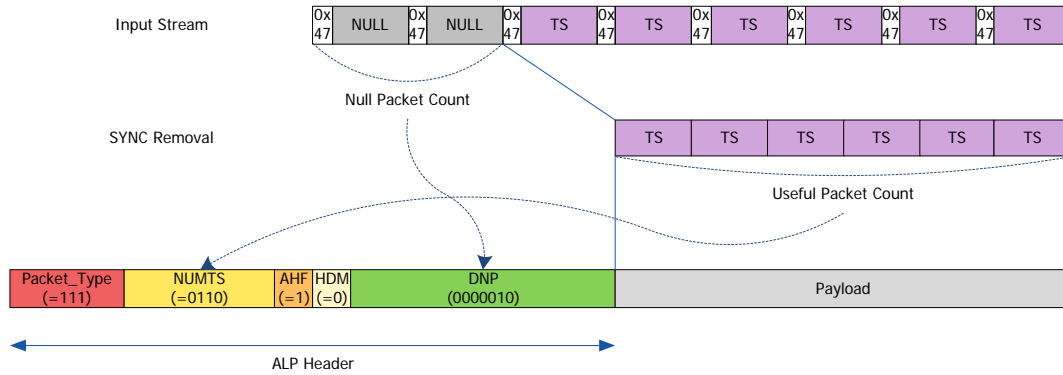 Input Stream
0x 47 NULL 0x 47 NULL 0x 47 TS 0x 47 TS 0x 47 TS 0x 47 TS 0x 47 TS 0x 47 TS
Null Packet Count
SYNC Removal
TS TS TS TS TS TS
Useful Packet Count
Packet_Type (=111) NUMTS (=0110) AHF (=1) HDM (=0) DNP (0000010) Payload
ALP Header